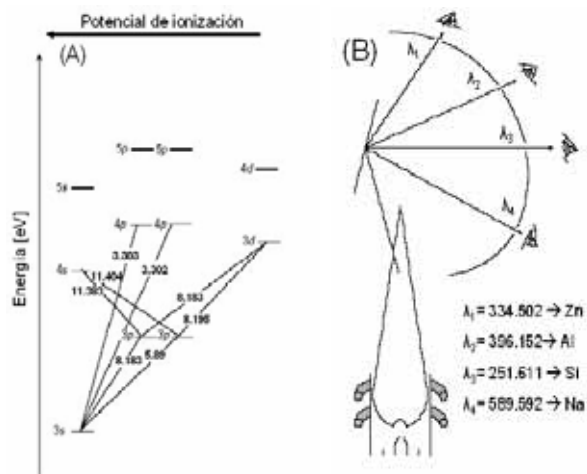 Potencial de ionización
(A)
(B)
Energía [eV]
5p
5p
4d
5s
4p
4p
3d
4s
3.303
3.302
11.404
11.383
8.183
8.195
3p
3p
8.183
5.89
3s
λ₁
λ₂
λ₃
λ₄
λ₁=334.502→Zn
λ₂=396.152→Al
λ₃=251.611→Si
λ₄=589.592→Na